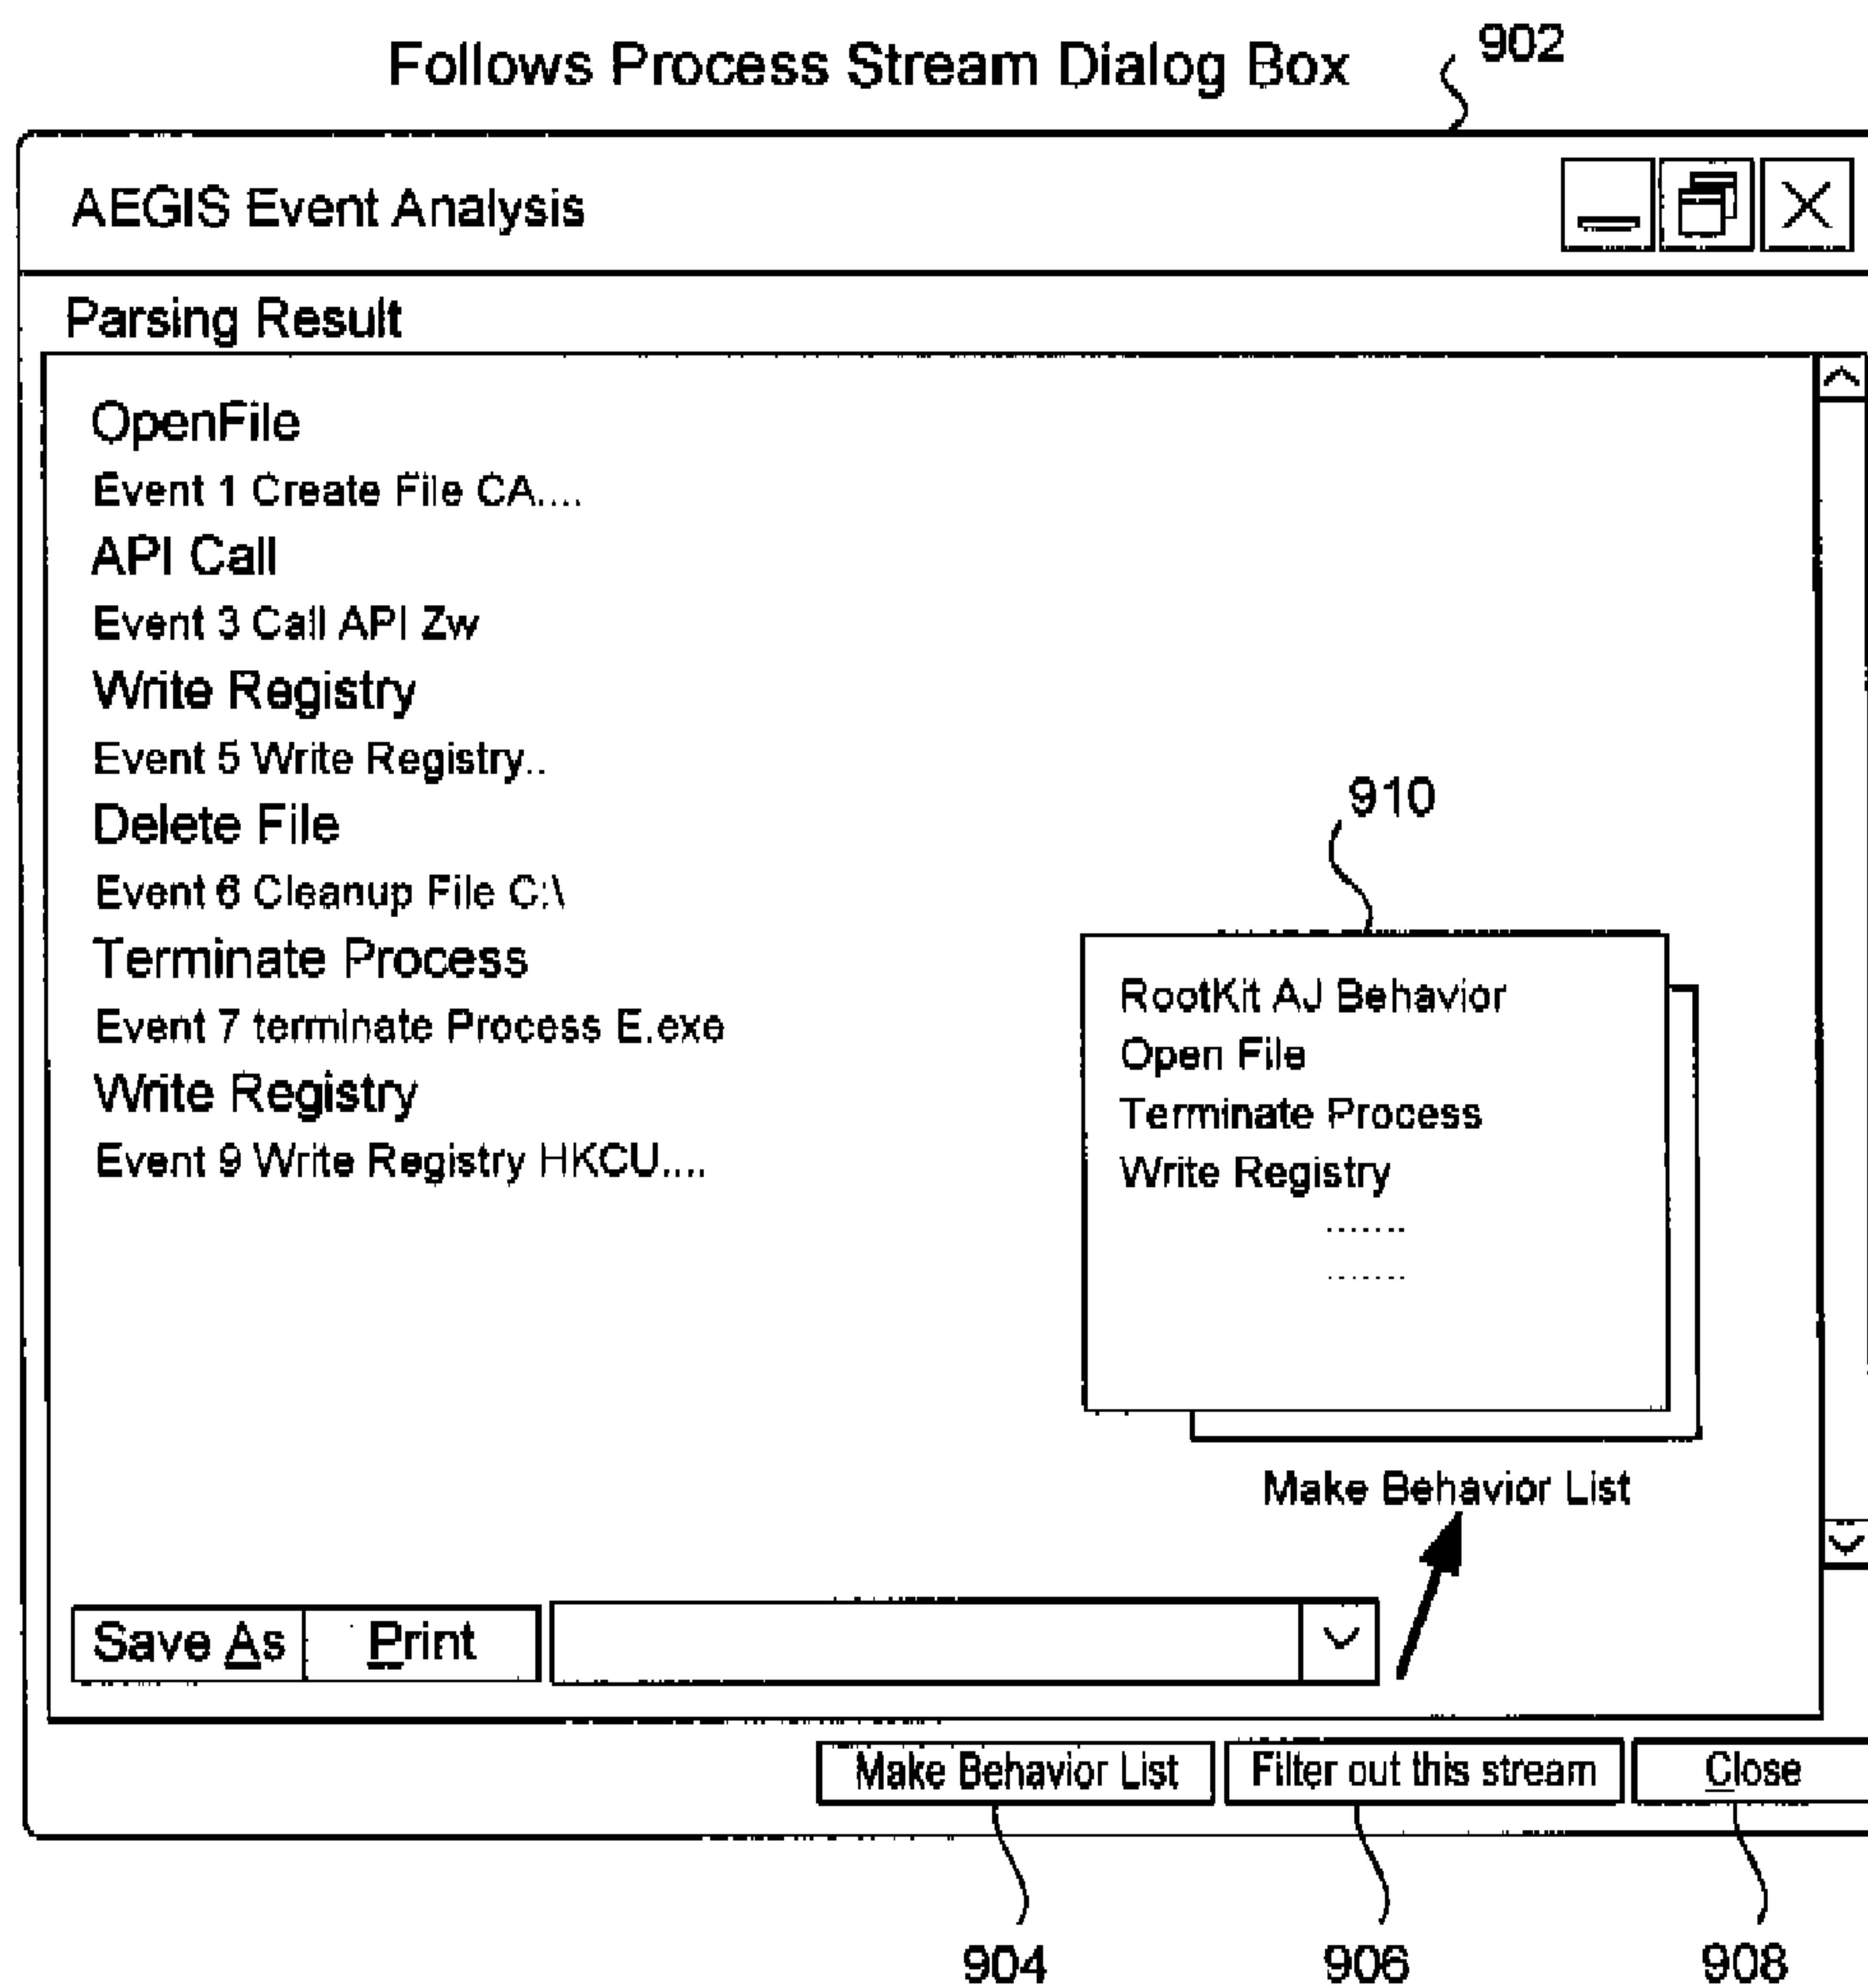 Follows Process Stream Dialog Box
902
AEGIS Event Analysis
Parsing Result
OpenFile
Event 1 Create File CA....
API Call
Event 3 Call API Zw
Write Registry
Event 5 Write Registry..
Delete File
Event 6 Cleanup File C:\
Terminate Process
Event 7 terminate Process E.exe
Write Registry
Event 9 Write Registry HKCU....
910
RootKit AJ Behavior
Open File
Terminate Process
Write Registry
.......
.......
Make Behavior List
Save As
Print
Make Behavior List
Filter out this stream
Close
904
906
908